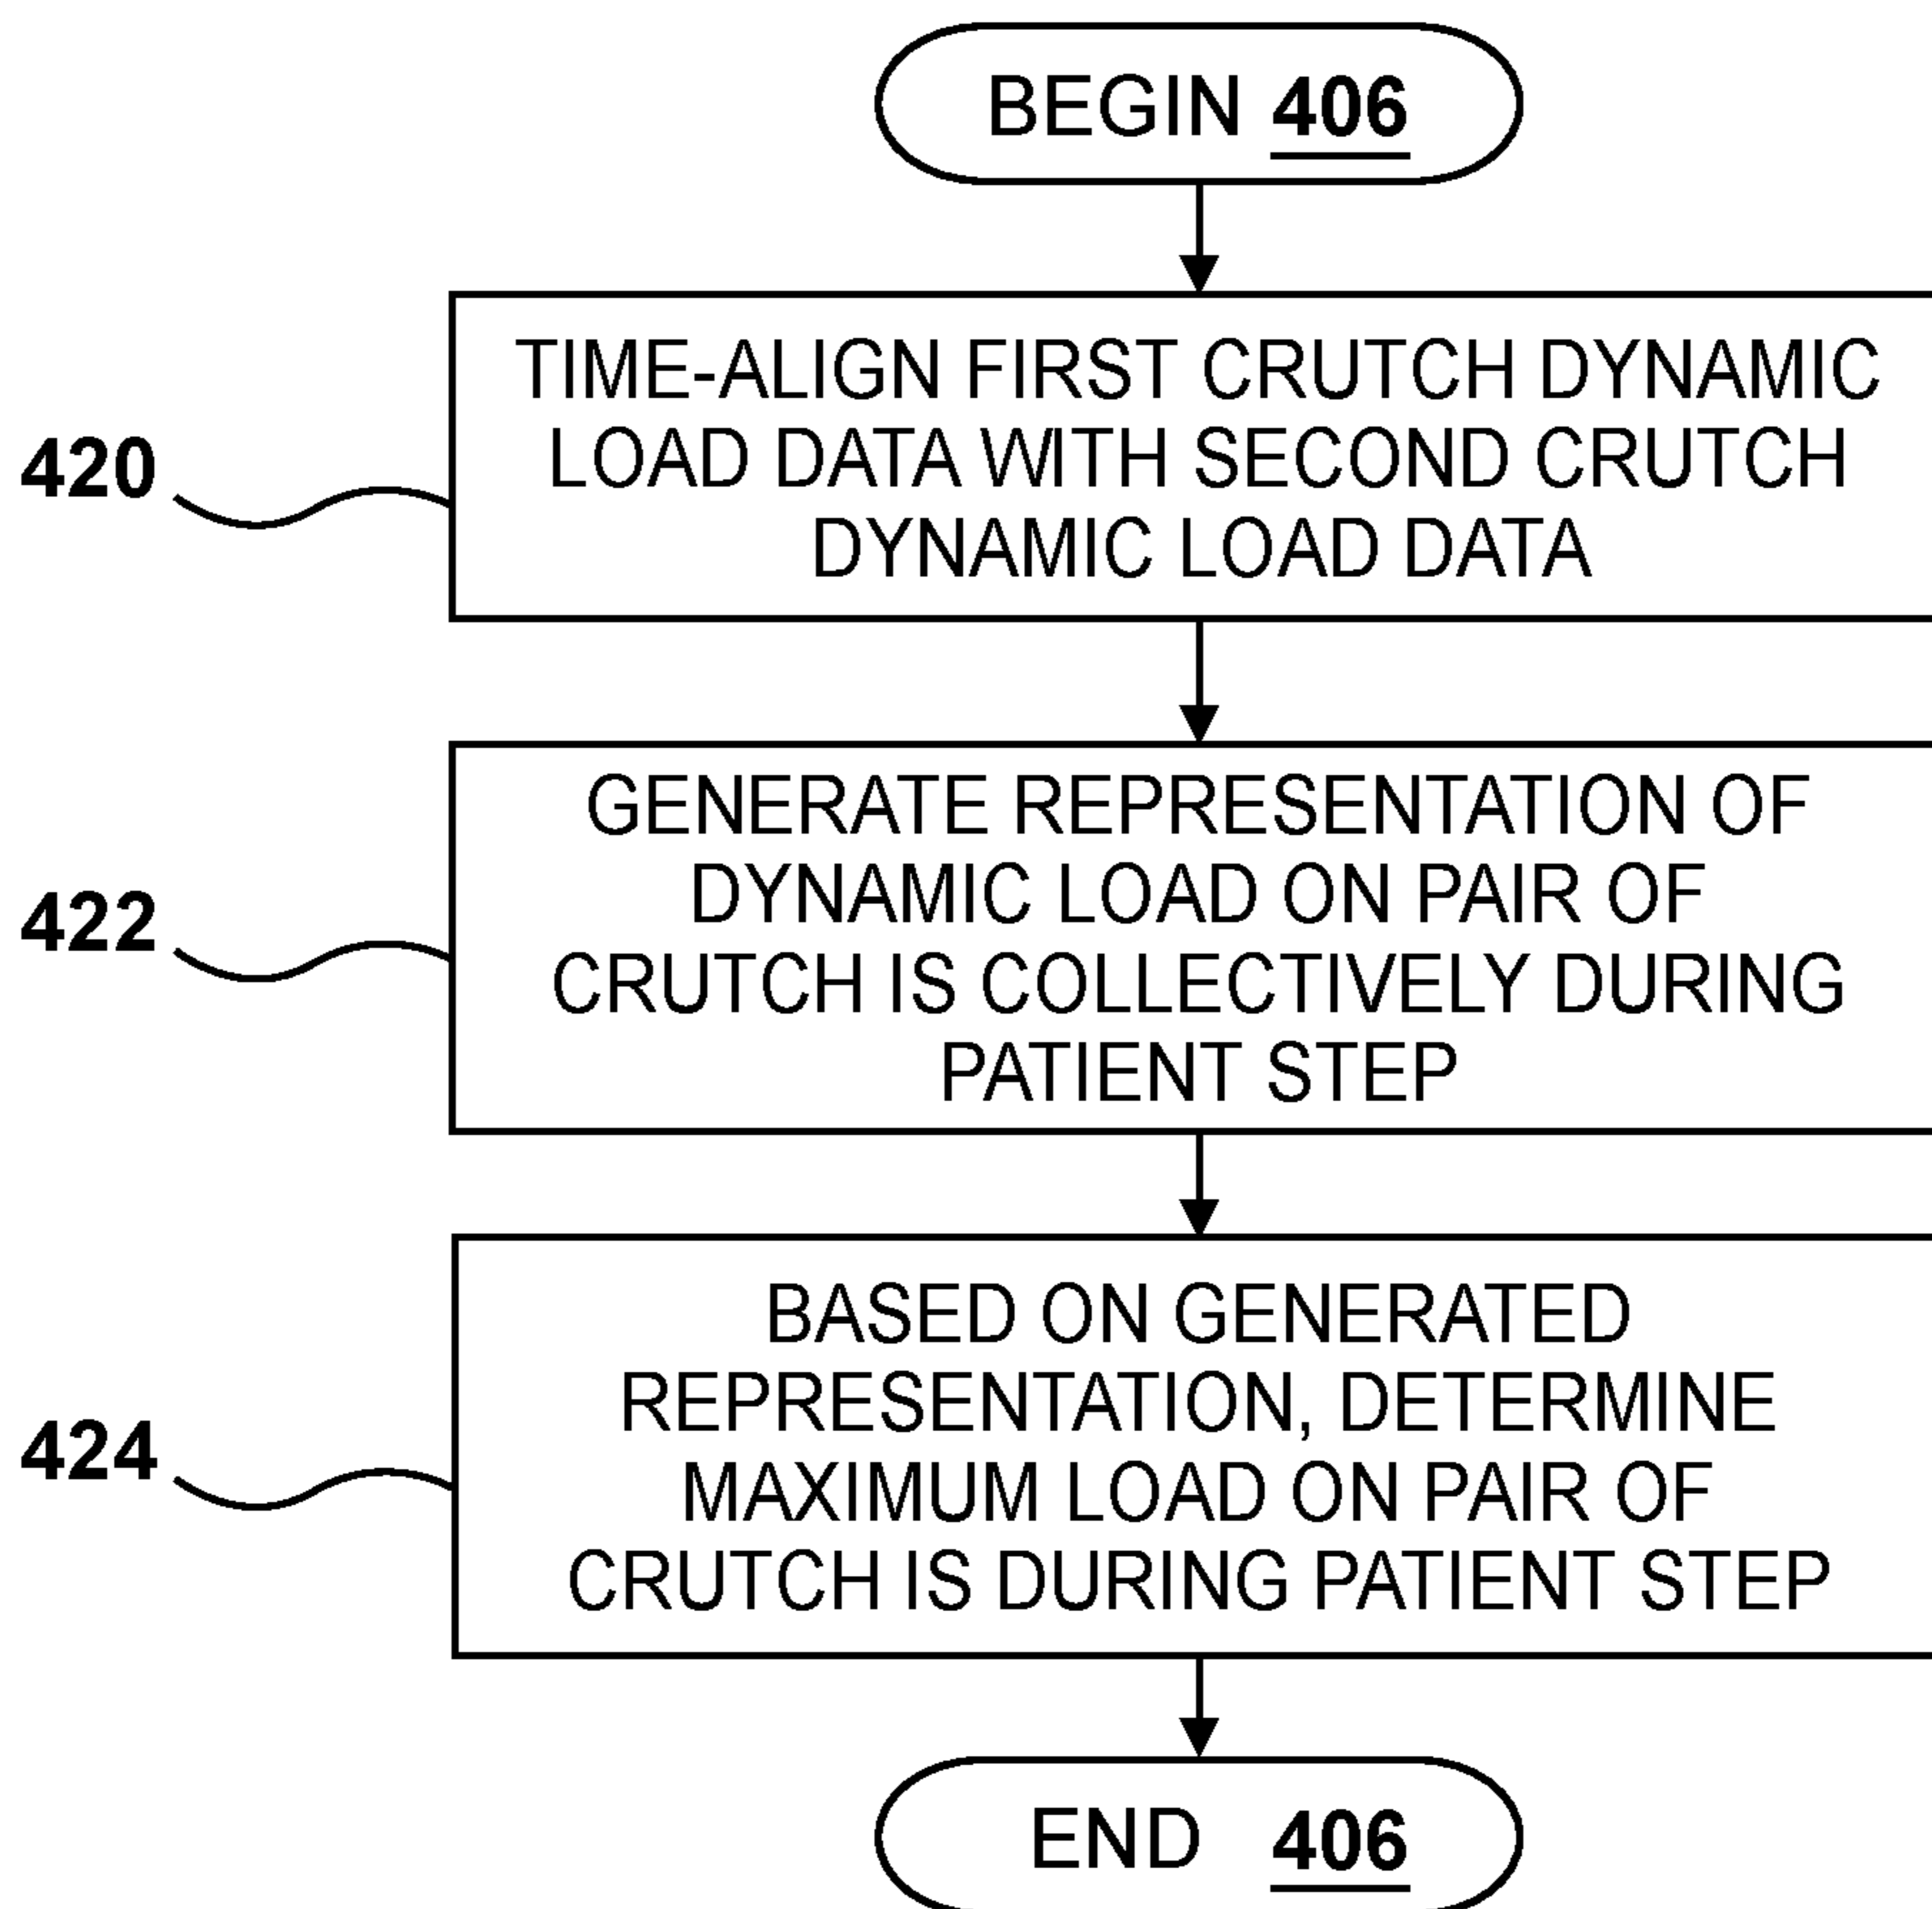 BEGIN 406
TIME-ALIGN FIRST CRUTCH DYNAMIC
LOAD DATA WITH SECOND CRUTCH
DYNAMIC LOAD DATA
420
GENERATE REPRESENTATION OF
DYNAMIC LOAD ON PAIR OF
CRUTCH IS COLLECTIVELY DURING
PATIENT STEP
422
BASED ON GENERATED
REPRESENTATION, DETERMINE
MAXIMUM LOAD ON PAIR OF
CRUTCH IS DURING PATIENT STEP
424
END 406